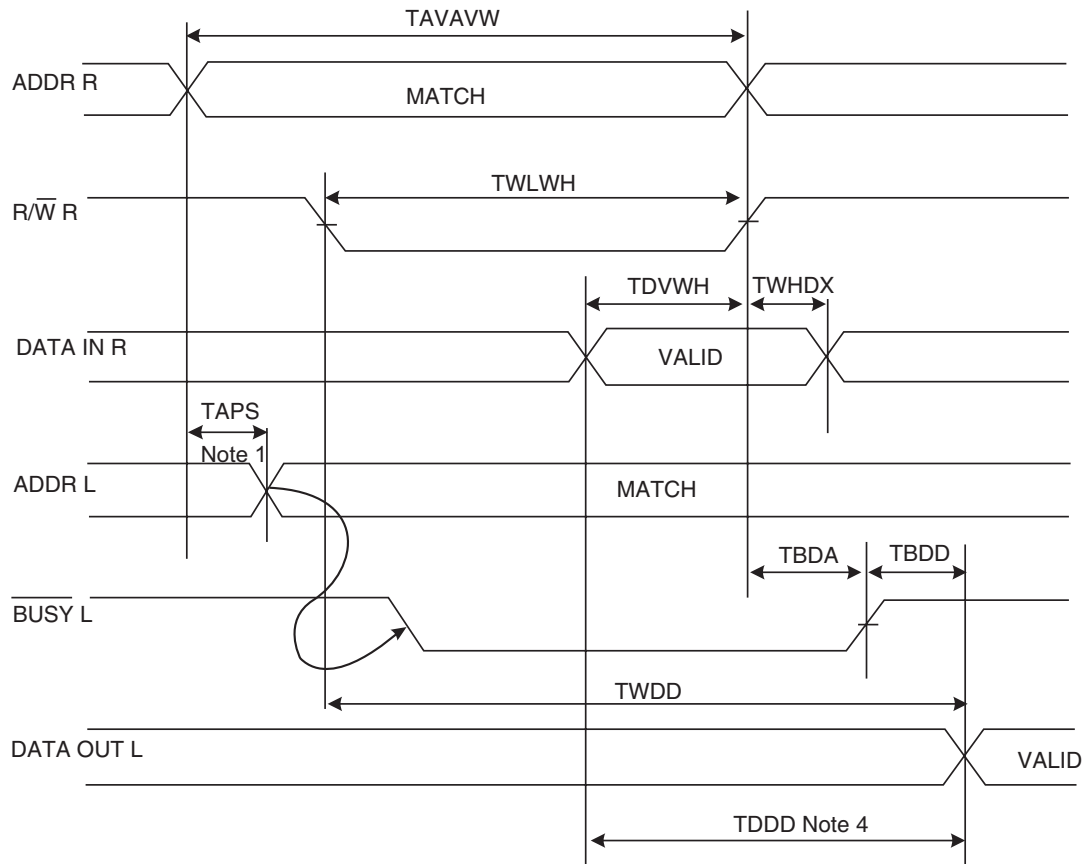 TAVAVW
ADDR R
MATCH
TWLWH
R/W̅ R
TDVWH
TWHDX
DATA IN R
VALID
TAPS
Note 1
ADDR L
MATCH
TBDA
TBDD
B̅U̅S̅Y̅ L
TWDD
DATA OUT L
VALID
TDDD Note 4